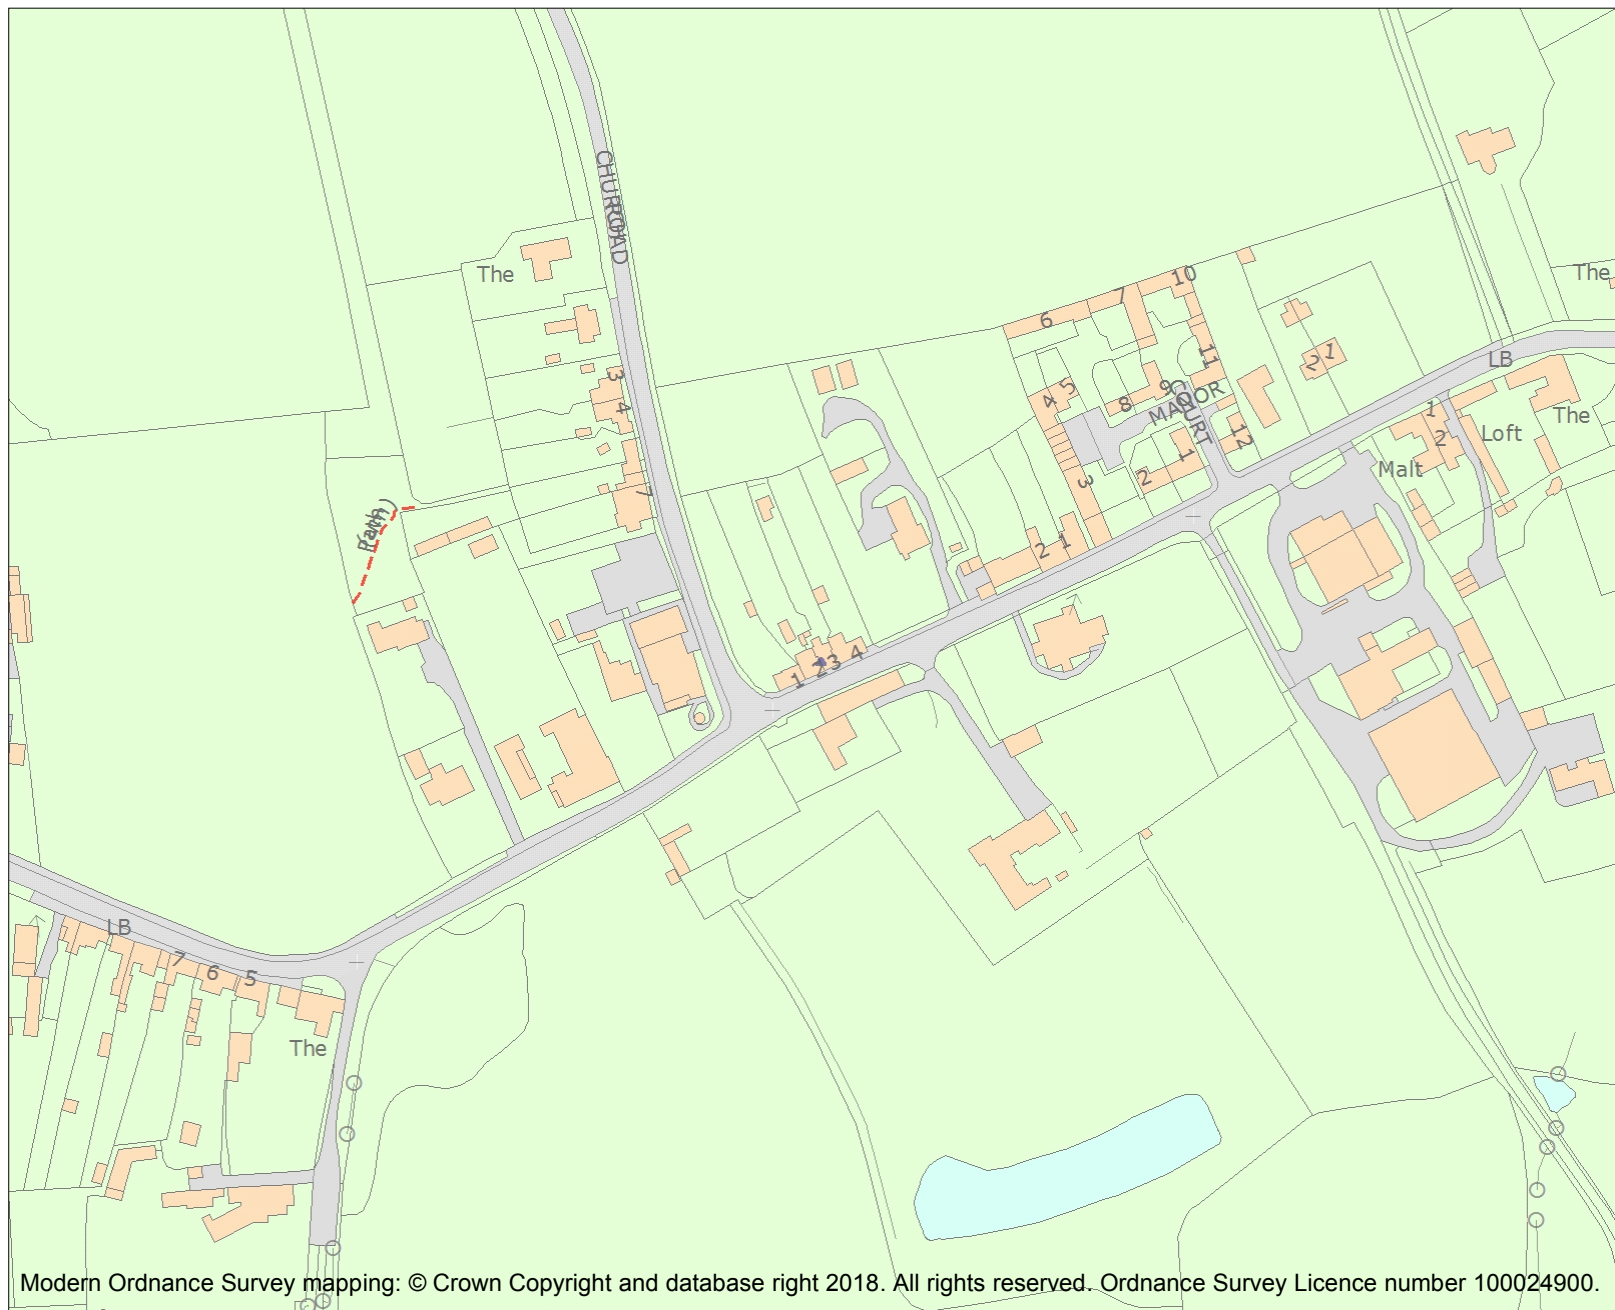 CHURCH
ROAD
The
3
4
7
6
7
10
11
5
4
8
9
MANOR
COURT
12
1
2
3
2 1
2 1
LB
The
The
1
2
Loft
Malt
(um)
Path
1 2 3 4
LB
7 6 5
The
Modern Ordnance Survey mapping: © Crown Copyright and database right 2018. All rights reserved. Ordnance Survey Licence number 100024900.